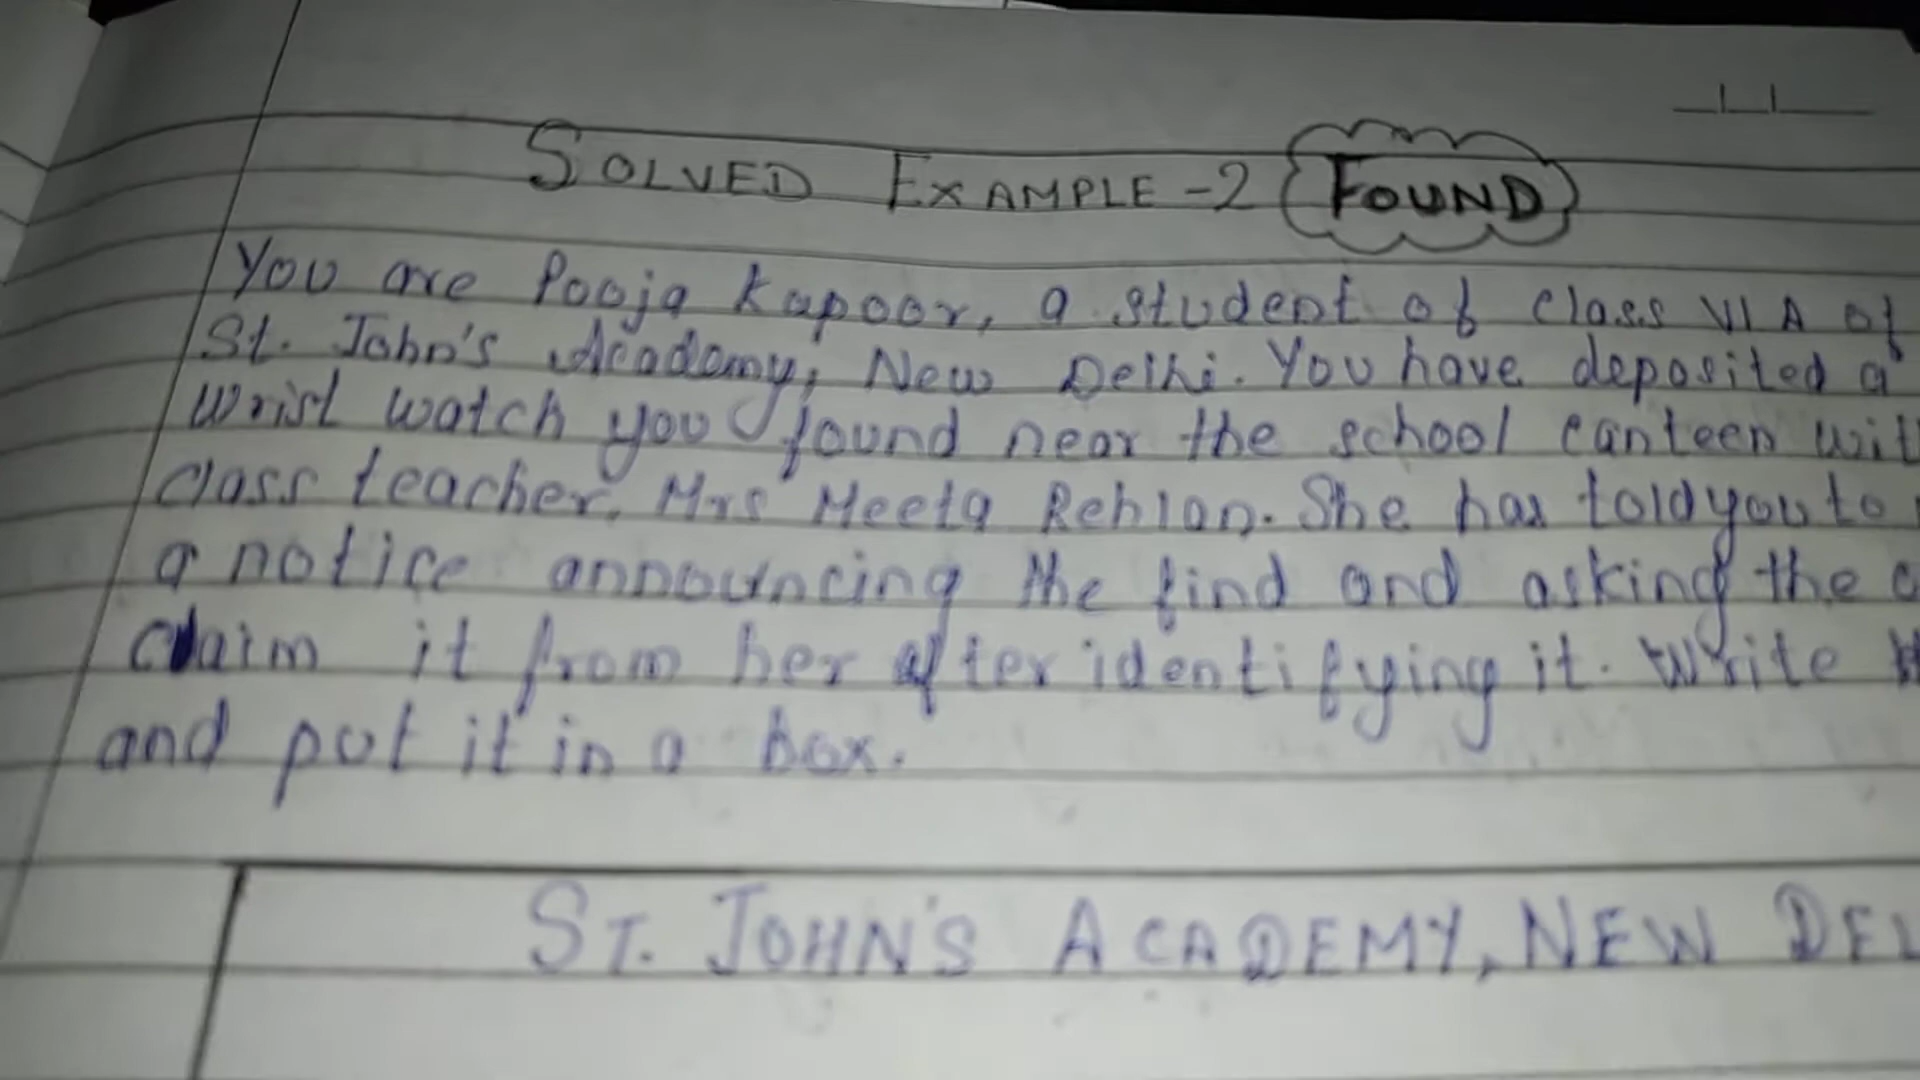 SOLVED EXAMPLE -2 FOUND
You are Pooja Kapoor, a student of class VI A of
St. John's Academy, New Delhi. You have deposited a
wrist watch you found near the school canteen
class teacher, Mrs Meeta Rehlan. She has told you to
a notice announcing the find and asking the
claim it from her after identifying it. Write
and put it in a box.
ST. JOHN'S ACADEMY, NEW